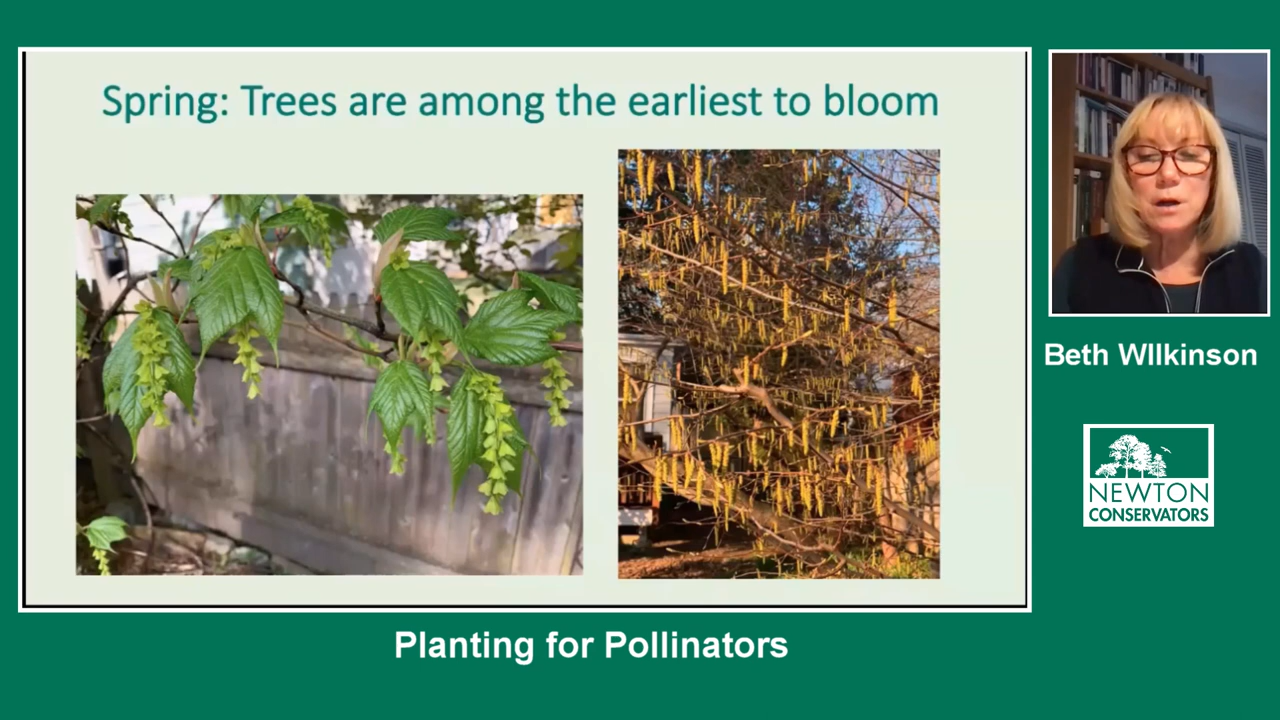 Spring: Trees are among the earliest to bloom
Beth WIlkinson
NEWTON
CONSERVATORS
Planting for Pollinators